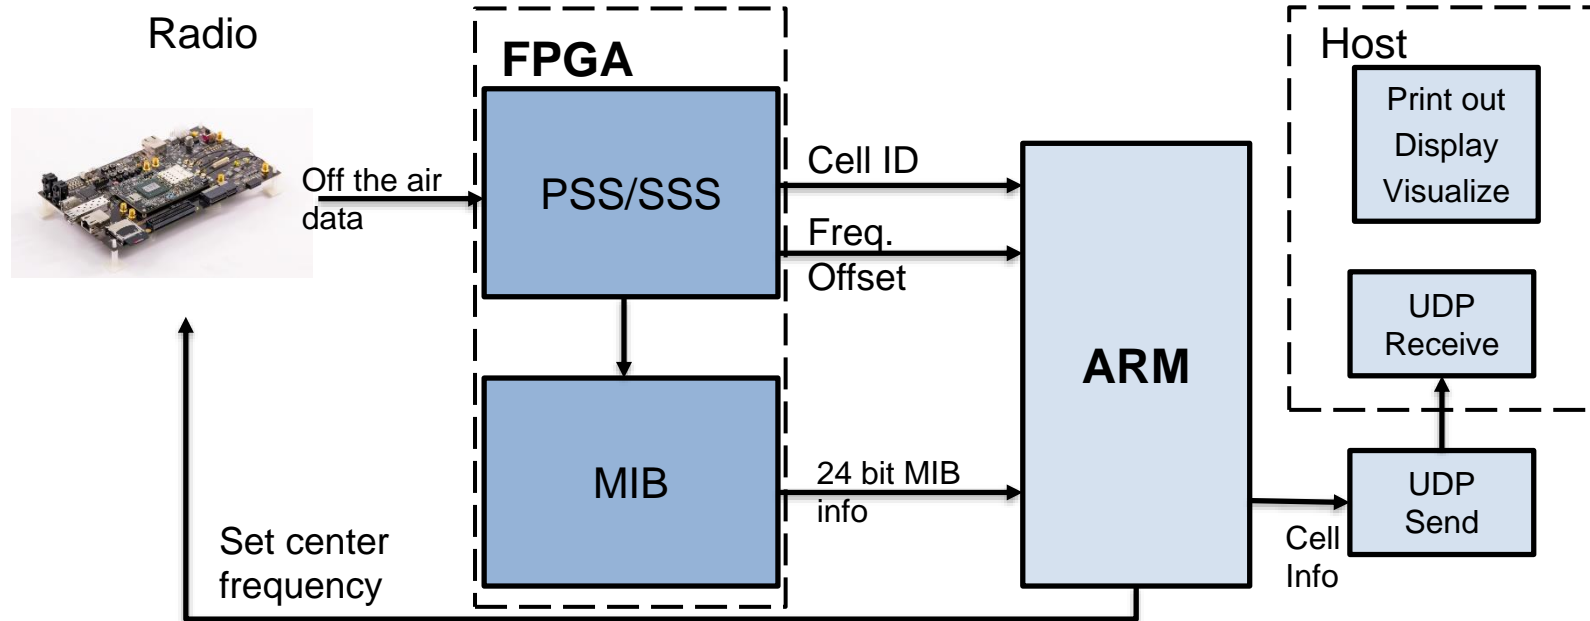 Radio
FPGA
Host
Print out
Display
Visualize
Off the air
data
PSS/SSS
Cell ID
Freq.
Offset
UDP
Receive
ARM
MIB
24 bit MIB
info
UDP
Send
Set center
frequency
Cell
Info